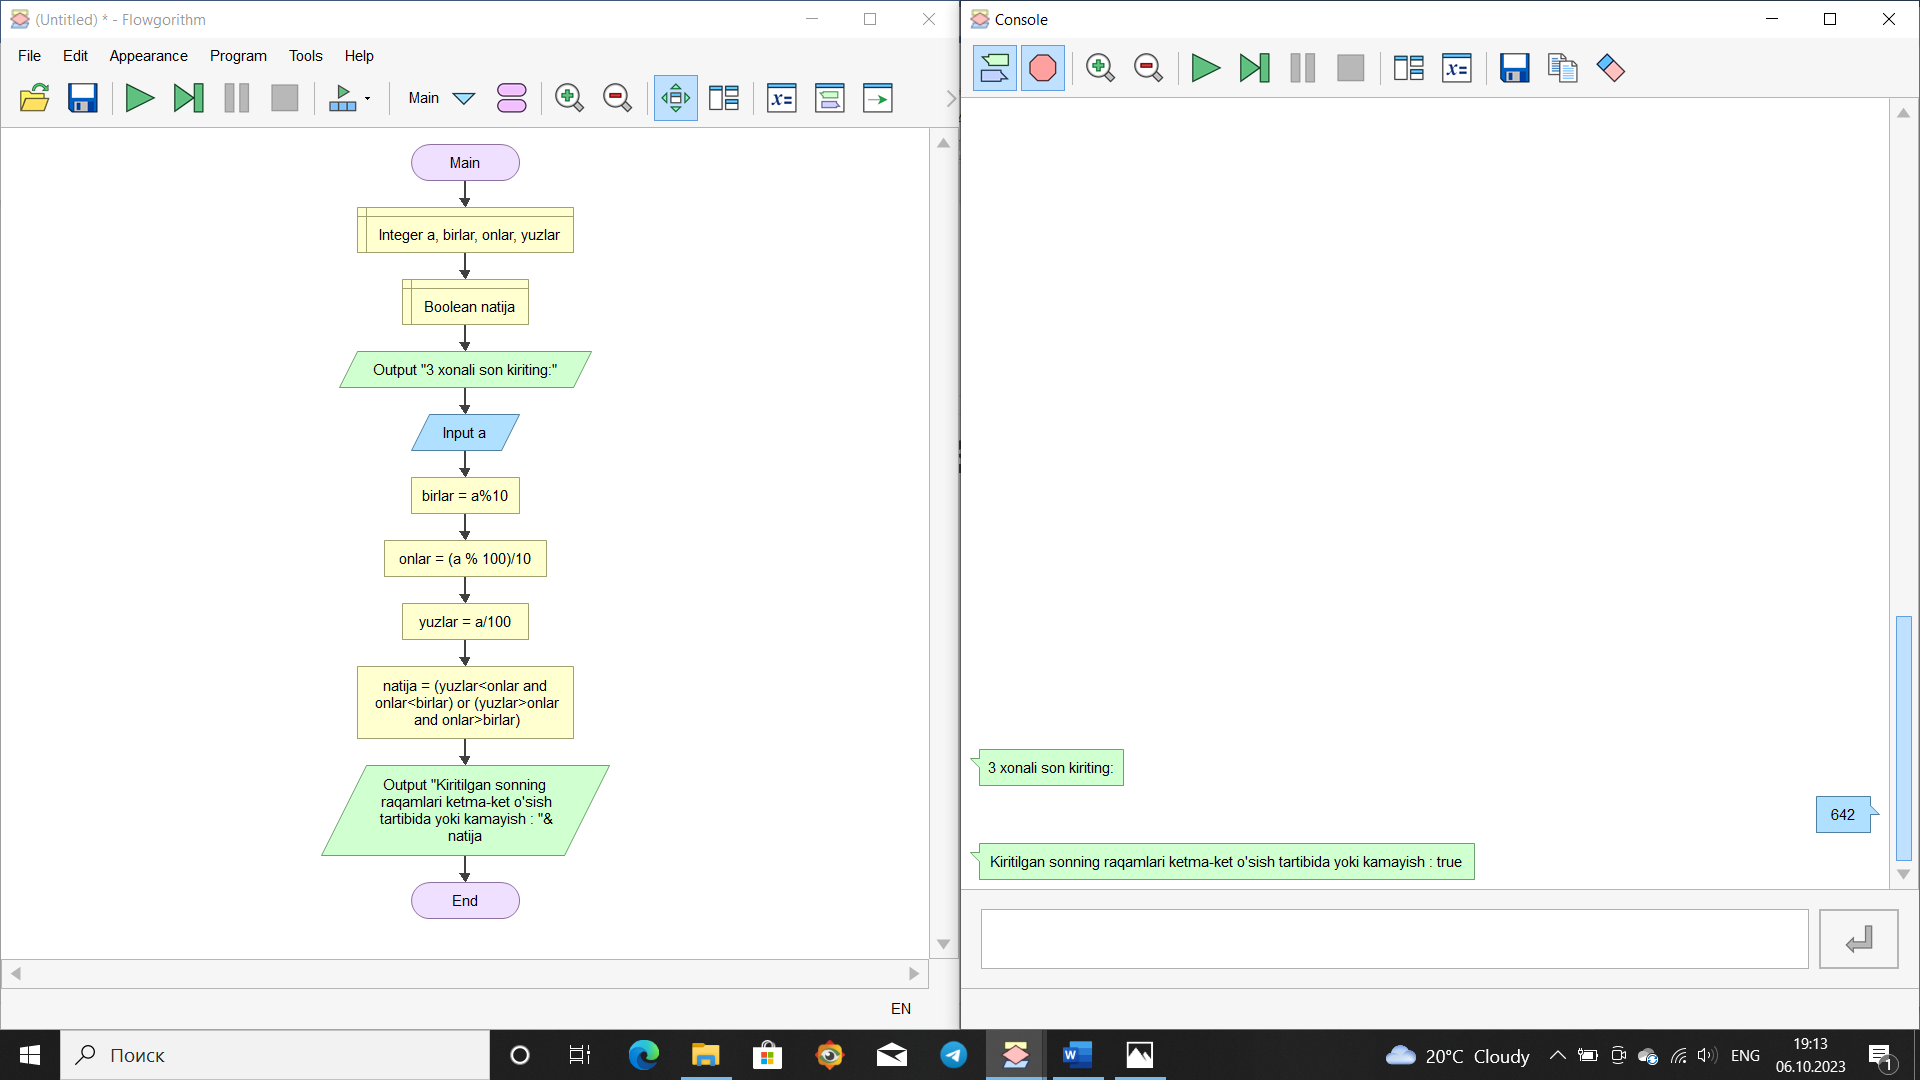 (Untitled) * - Flowgorithm
File Edit Appearance Program Tools Help
Main
x=
Main
Integer a, birlar, onlar, yuzlar
Boolean natija
Output "3 xonali son kiriting:"
Input a
birlar = a%10
onlar = (a % 100)/10
yuzlar = a/100
natija = (yuzlar<onlar and
onlar<birlar) or (yuzlar>onlar
and onlar>birlar)
Output "Kiritilgan sonning
raqamlari ketma-ket o'sish
tartibida yoki kamayish : "&
natija
End
EN
Console
x=
3 xonali son kiriting:
642
Kiritilgan sonning raqamlari ketma-ket o'sish tartibida yoki kamayish : true
Поиск
W
20°C Cloudy
ENG
19:13
06.10.2023
1